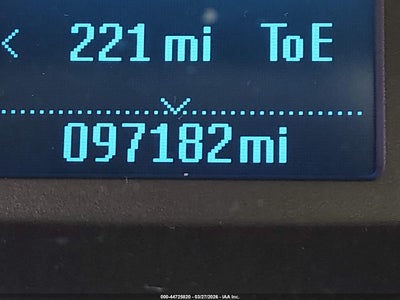 < 221 mi ToE
097182mi
000-44725820 - 03/27/2026 - IAA Inc.